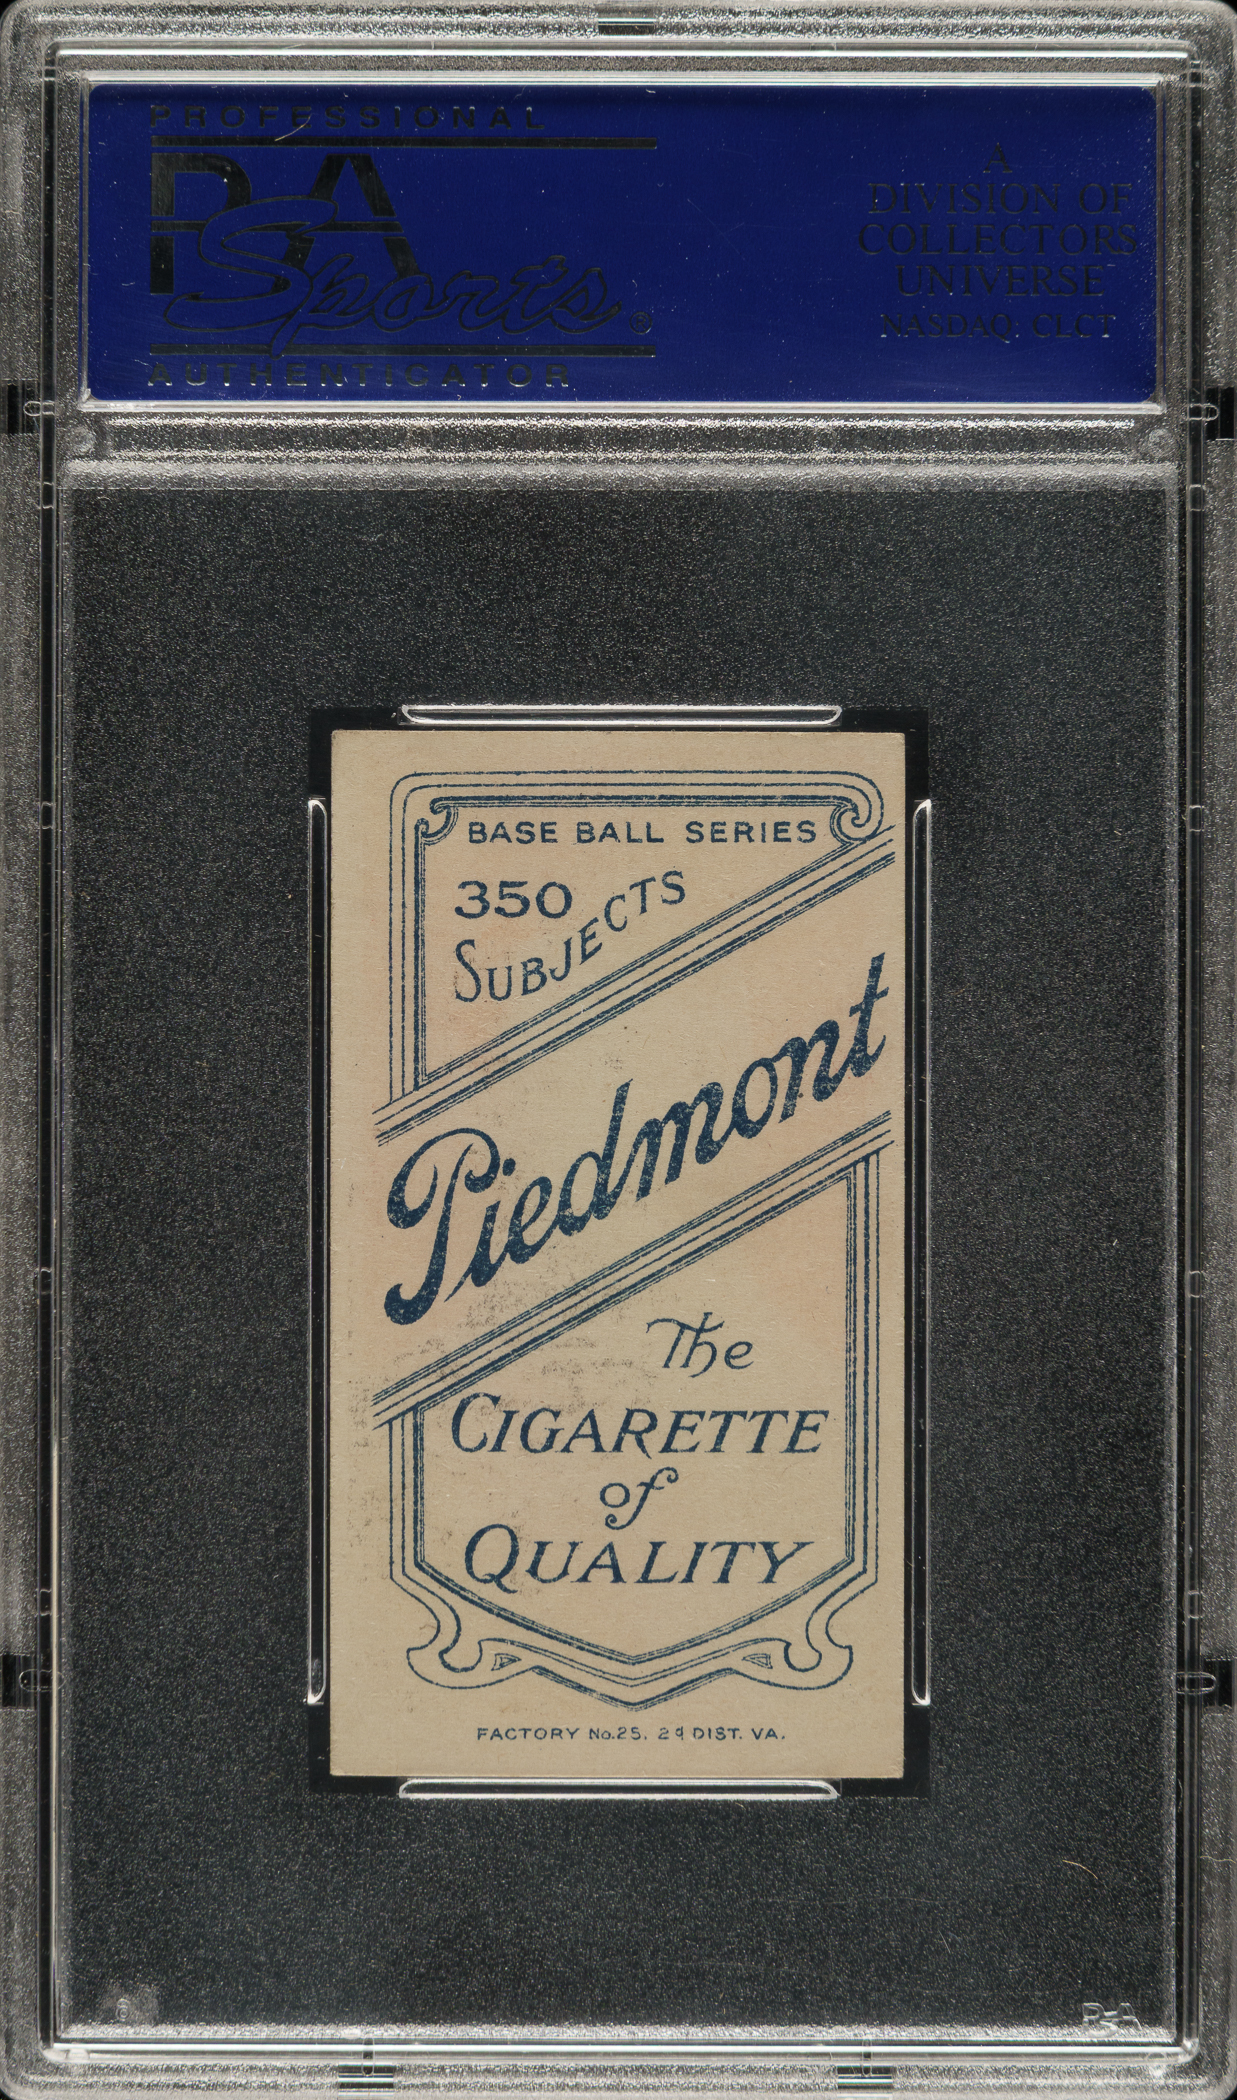 PROFESSIONAL
PSA
Sports®
AUTHENTICATOR
A
DIVISION OF
COLLECTORS
UNIVERSE
NASDAQ: CLCT
BASE BALL SERIES
350
SUBJECTS
Piedmont
The
CIGARETTE
of
QUALITY
FACTORY No. 25, 2d DIST. VA.
PSA